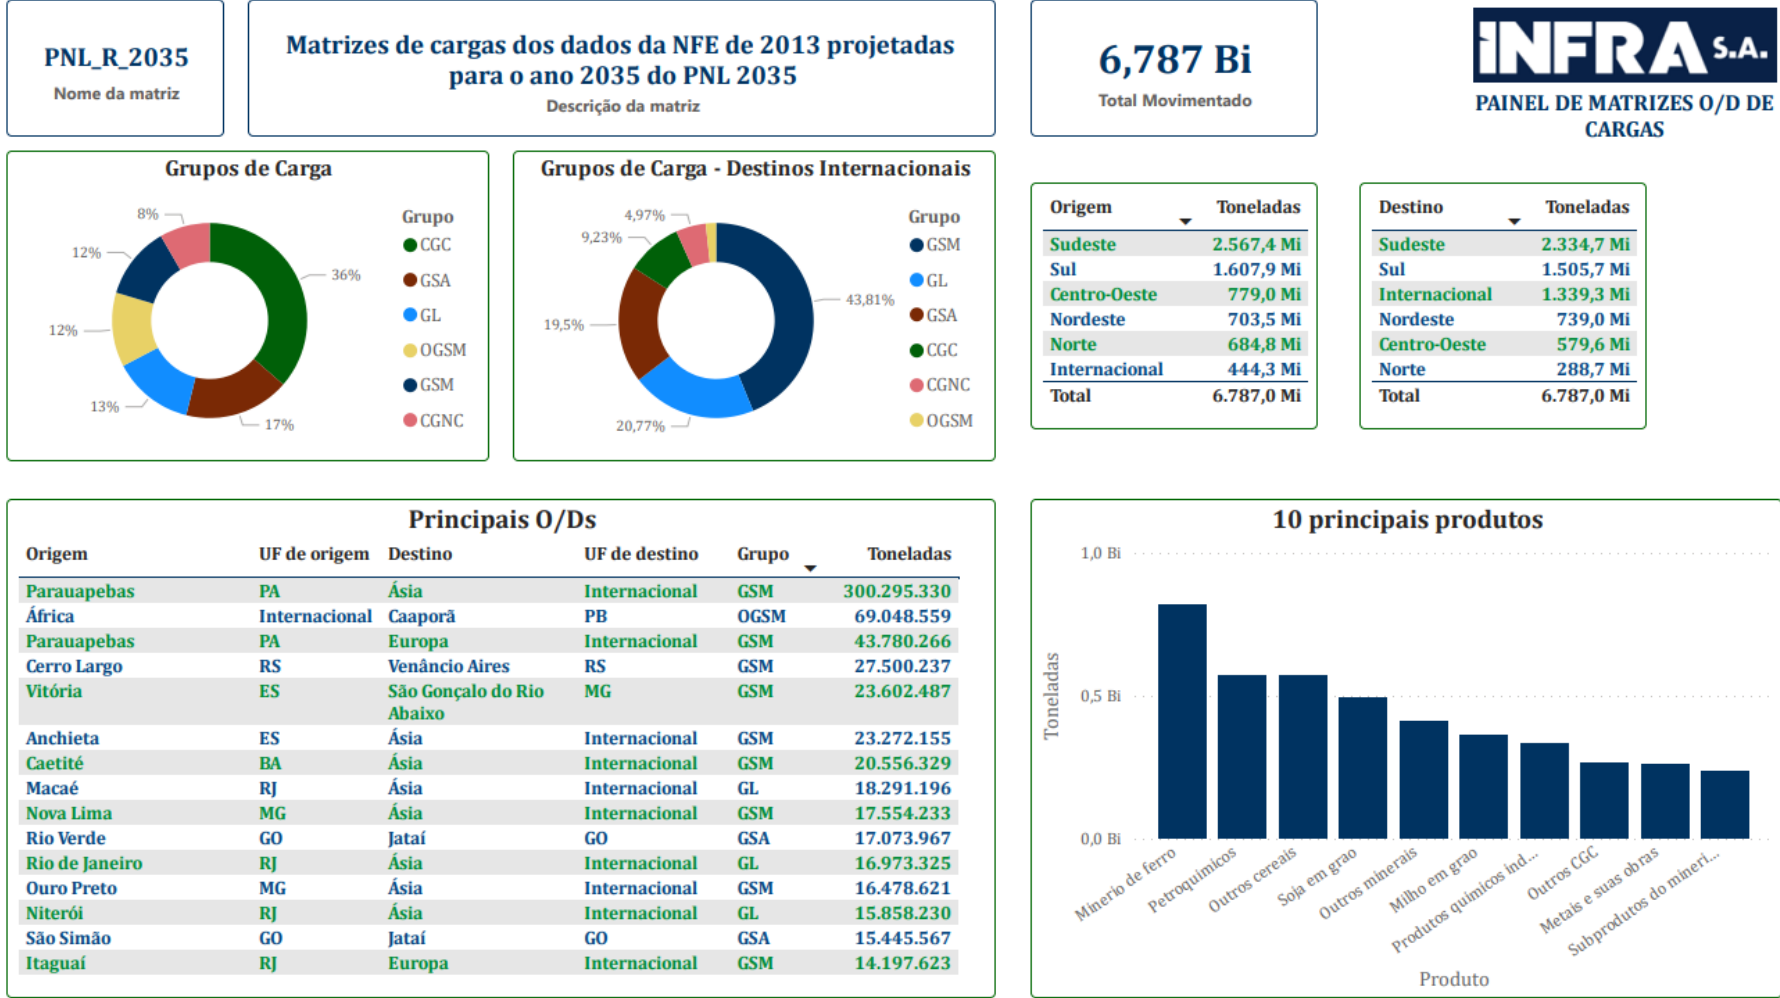 PNL_R_2035
Nome da matriz
Matrizes de cargas dos dados da NFE de 2013 projetadas
para o ano 2035 do PNL 2035
Descrição da matriz
6,787 Bi
Total Movimentado
INFRA S.A.
PAINEL DE MATRIZES O/D DE
CARGAS
Grupos de Carga
8%
12%
12%
13%
17%
36%
Grupo
CGC
GSA
GL
OGSM
GSM
CGNC
Grupos de Carga - Destinos Internacionais
4,97%
9,23%
19,5%
20,77%
43,81%
Grupo
GSM
GL
GSA
CGC
CGNC
OGSM
Origem Toneladas
Sudeste 2.567,4 Mi
Sul 1.607,9 Mi
Centro-Oeste 779,0 Mi
Nordeste 703,5 Mi
Norte 684,8 Mi
Internacional 444,3 Mi
Total 6.787,0 Mi
Destino Toneladas
Sudeste 2.334,7 Mi
Sul 1.505,7 Mi
Internacional 1.339,3 Mi
Nordeste 739,0 Mi
Centro-Oeste 579,6 Mi
Norte 288,7 Mi
Total 6.787,0 Mi
Principais O/Ds
Origem UF de origem Destino UF de destino Grupo Toneladas
Parauapebas PA Ásia Internacional GSM 300.295.330
África Internacional Caaporã PB OGSM 69.048.559
Parauapebas PA Europa Internacional GSM 43.780.266
Cerro Largo RS Venâncio Aires RS GSM 27.500.237
Vitória ES São Gonçalo do Rio MG GSM 23.602.487
Abaixo
Anchieta ES Ásia Internacional GSM 23.272.155
Caetité BA Ásia Internacional GSM 20.556.329
Macaé RJ Ásia Internacional GL 18.291.196
Nova Lima MG Ásia Internacional GSM 17.554.233
Rio Verde GO Jataí GO GSA 17.073.967
Rio de Janeiro RJ Ásia Internacional GL 16.973.325
Ouro Preto MG Ásia Internacional GSM 16.478.621
Niterói RJ Ásia Internacional GL 15.858.230
São Simão GO Jataí GO GSA 15.445.567
Itaguaí RJ Europa Internacional GSM 14.197.623
10 principais produtos
Toneladas
1,0 Bi
0,5 Bi
0,0 Bi
Minerio de ferro
Petroquimicos
Outros cereais
Soja em grao
Outros minerais
Milho em grao
Produtos quimicos ind...
Outros CGC
Metais e suas obras
Subprodutos do mineri...
Produto